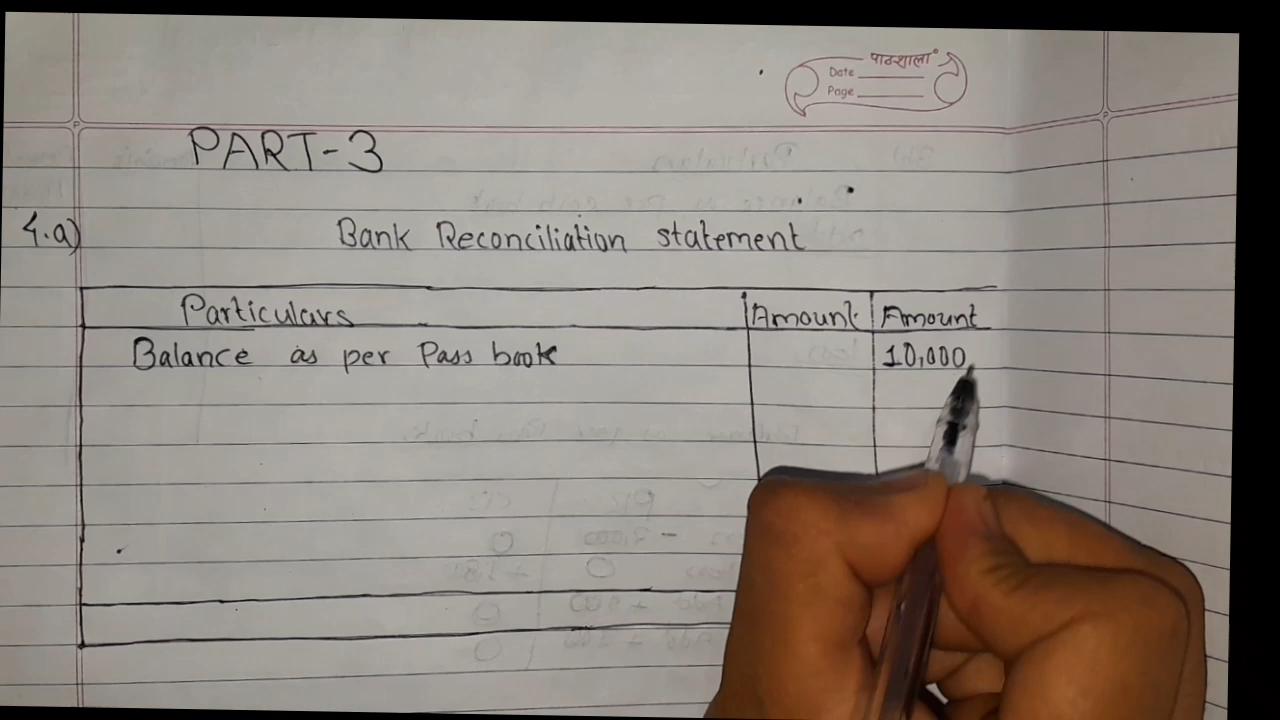 पाठशाला
Date
Page
PART-3
4.a) Bank Reconciliation statement
Particulars Amount Amount
Balance as per Pass book 10,000